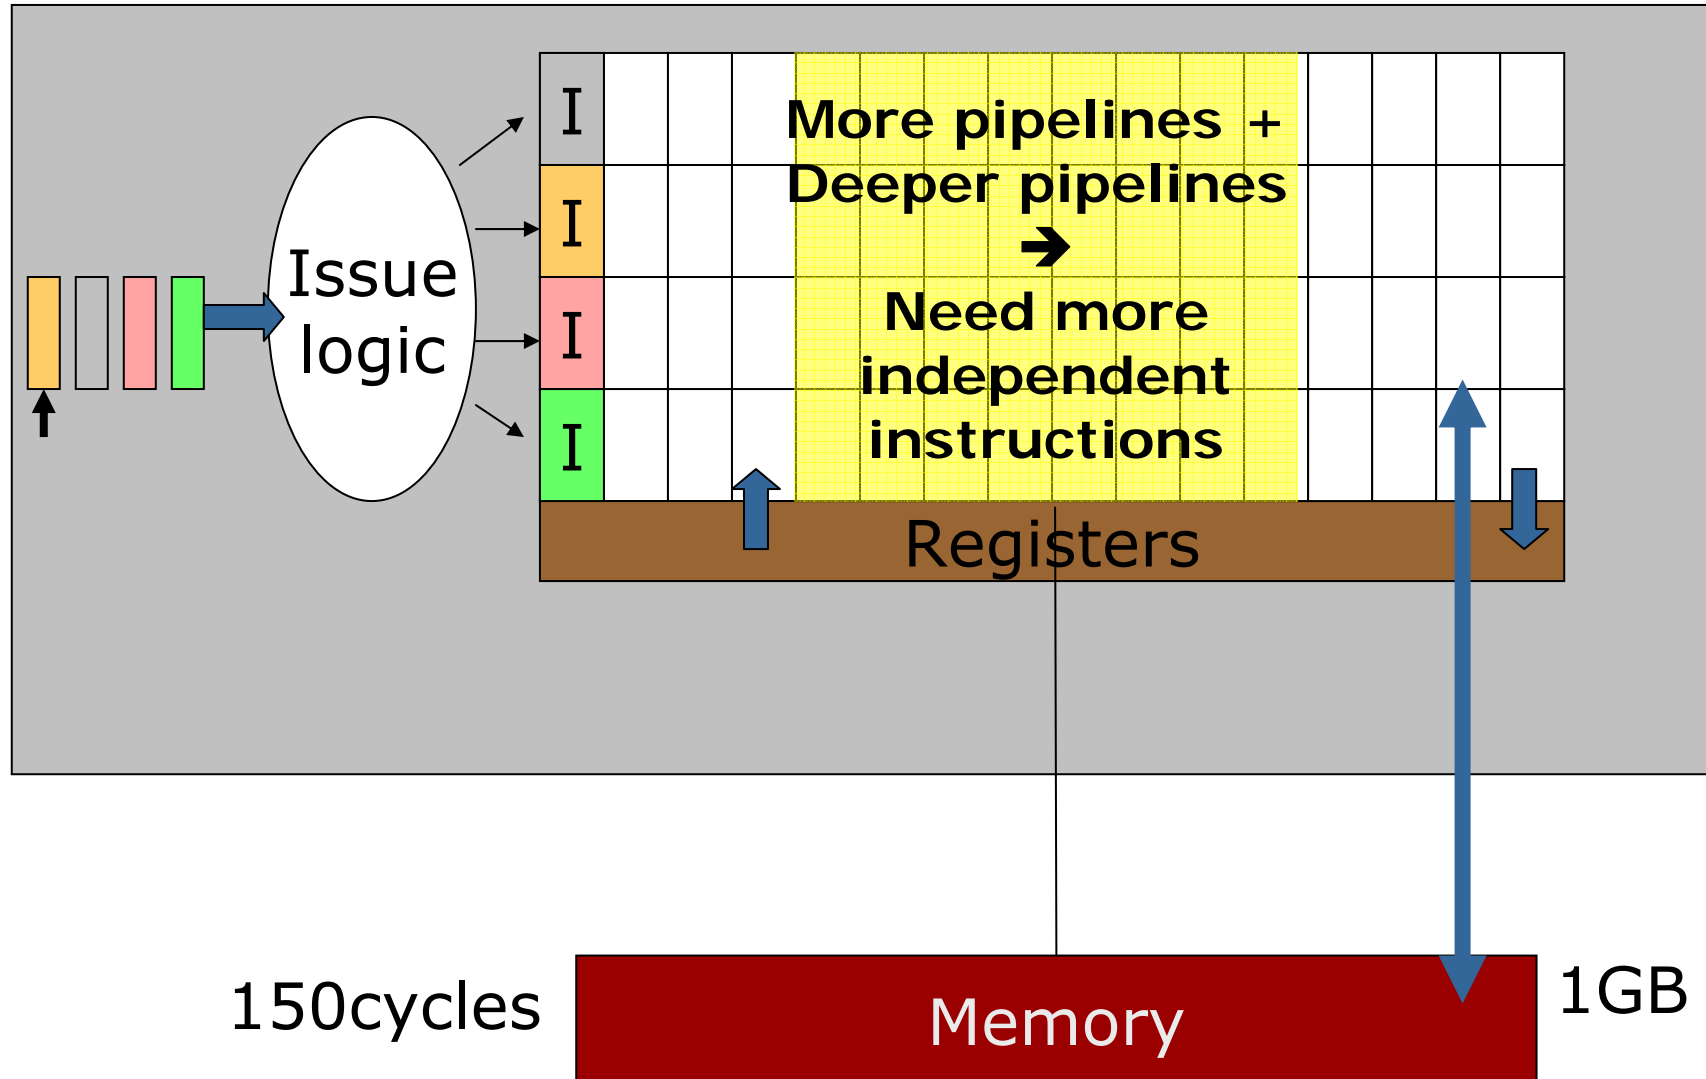 I
I
I
I
More pipelines +
Deeper pipelines
➔
Need more
independent
instructions
Issue
logic
Registers
150cycles
Memory
1GB